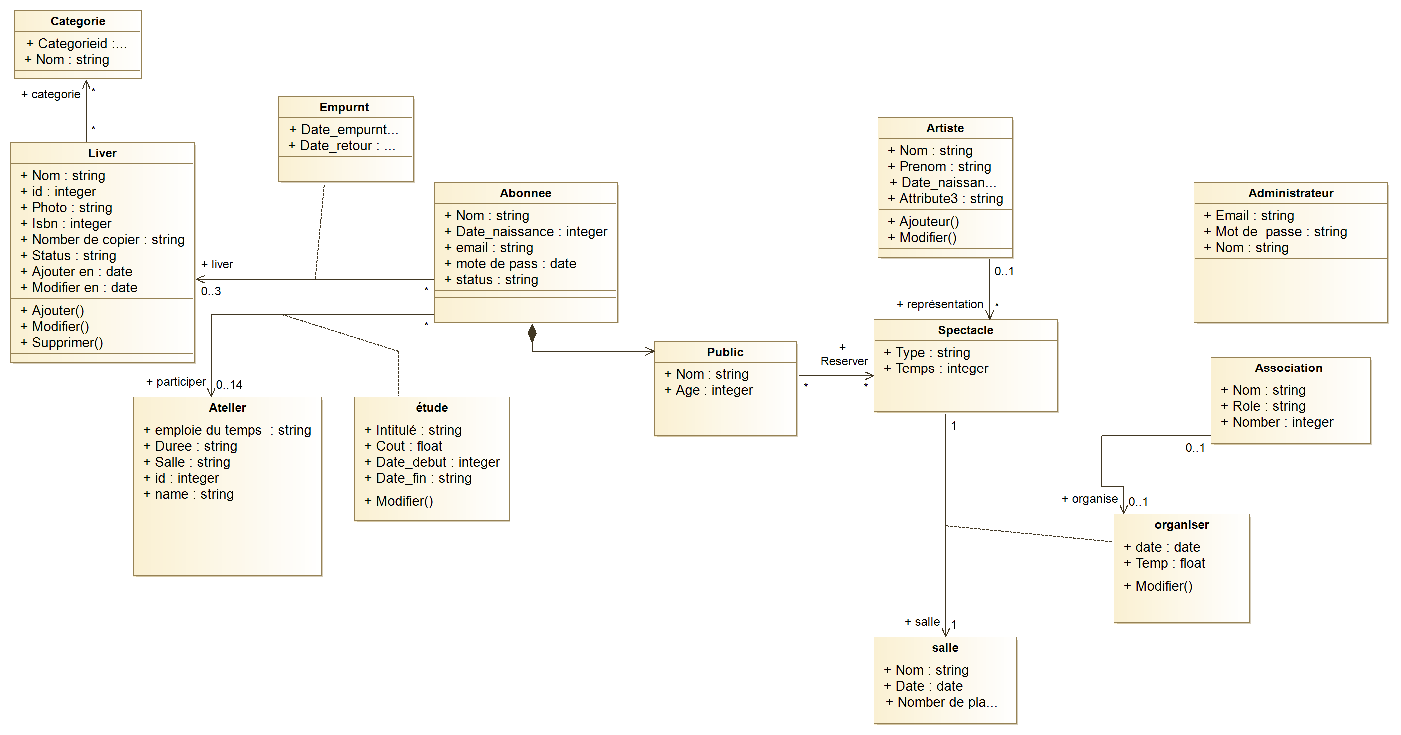 Categorie
+ Categorieid :...
+ Nom : string
+ categorie
*
*
Liver
+ Nom : string
+ id : integer
+ Photo : string
+ Isbn : integer
+ Nomber de copier : string
+ Status : string
+ Ajouter en : date
+ Modifier en : date
+ Ajouter()
+ Modifier()
+ Supprimer()
Empurnt
+ Date_empurnt...
+ Date_retour : ...
Abonnee
+ Nom : string
+ Date_naissance : integer
+ email : string
+ mote de pass : date
+ status : string
+ liver
0..3
*
*
+ participer
0..14
Ateller
+ emploie du temps : string
+ Duree : string
+ Salle : string
+ id : integer
+ name : string
étude
+ Intitulé : string
+ Cout : float
+ Date_debut : integer
+ Date_fin : string
+ Modifier()
Public
+ Nom : string
+ Age : integer
+
Reserver
*
*
Artiste
+ Nom : string
+ Prenom : string
+ Date_naissan...
+ Attribute3 : string
+ Ajouteur()
+ Modifier()
0..1
+ représentation
*
Spectacle
+ Type : string
+ Temps : integer
1
+ salle
1
salle
+ Nom : string
+ Date : date
+ Nomber de pla...
Administrateur
+ Email : string
+ Mot de passe : string
+ Nom : string
Association
+ Nom : string
+ Role : string
+ Nomber : integer
0..1
+ organise
0..1
organiser
+ date : date
+ Temp : float
+ Modifier()